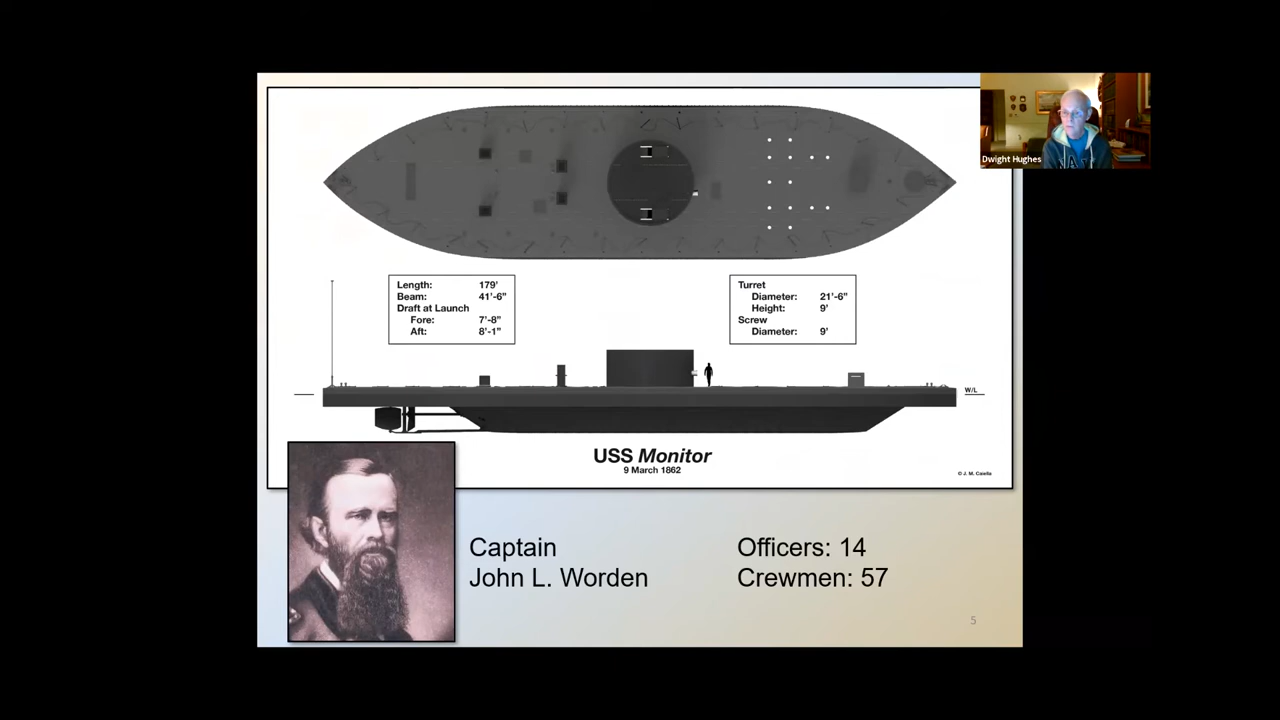 Dwight Hughes
Length: 179'
Beam: 41'-6"
Draft at Launch
Fore: 7'-8"
Aft: 8'-1"
Turret
Diameter: 21'-6"
Height: 9'
Screw
Diameter: 9'
W/L
USS Monitor
9 March 1862
© J. M. Caiella
Captain
John L. Worden
Officers: 14
Crewmen: 57
5